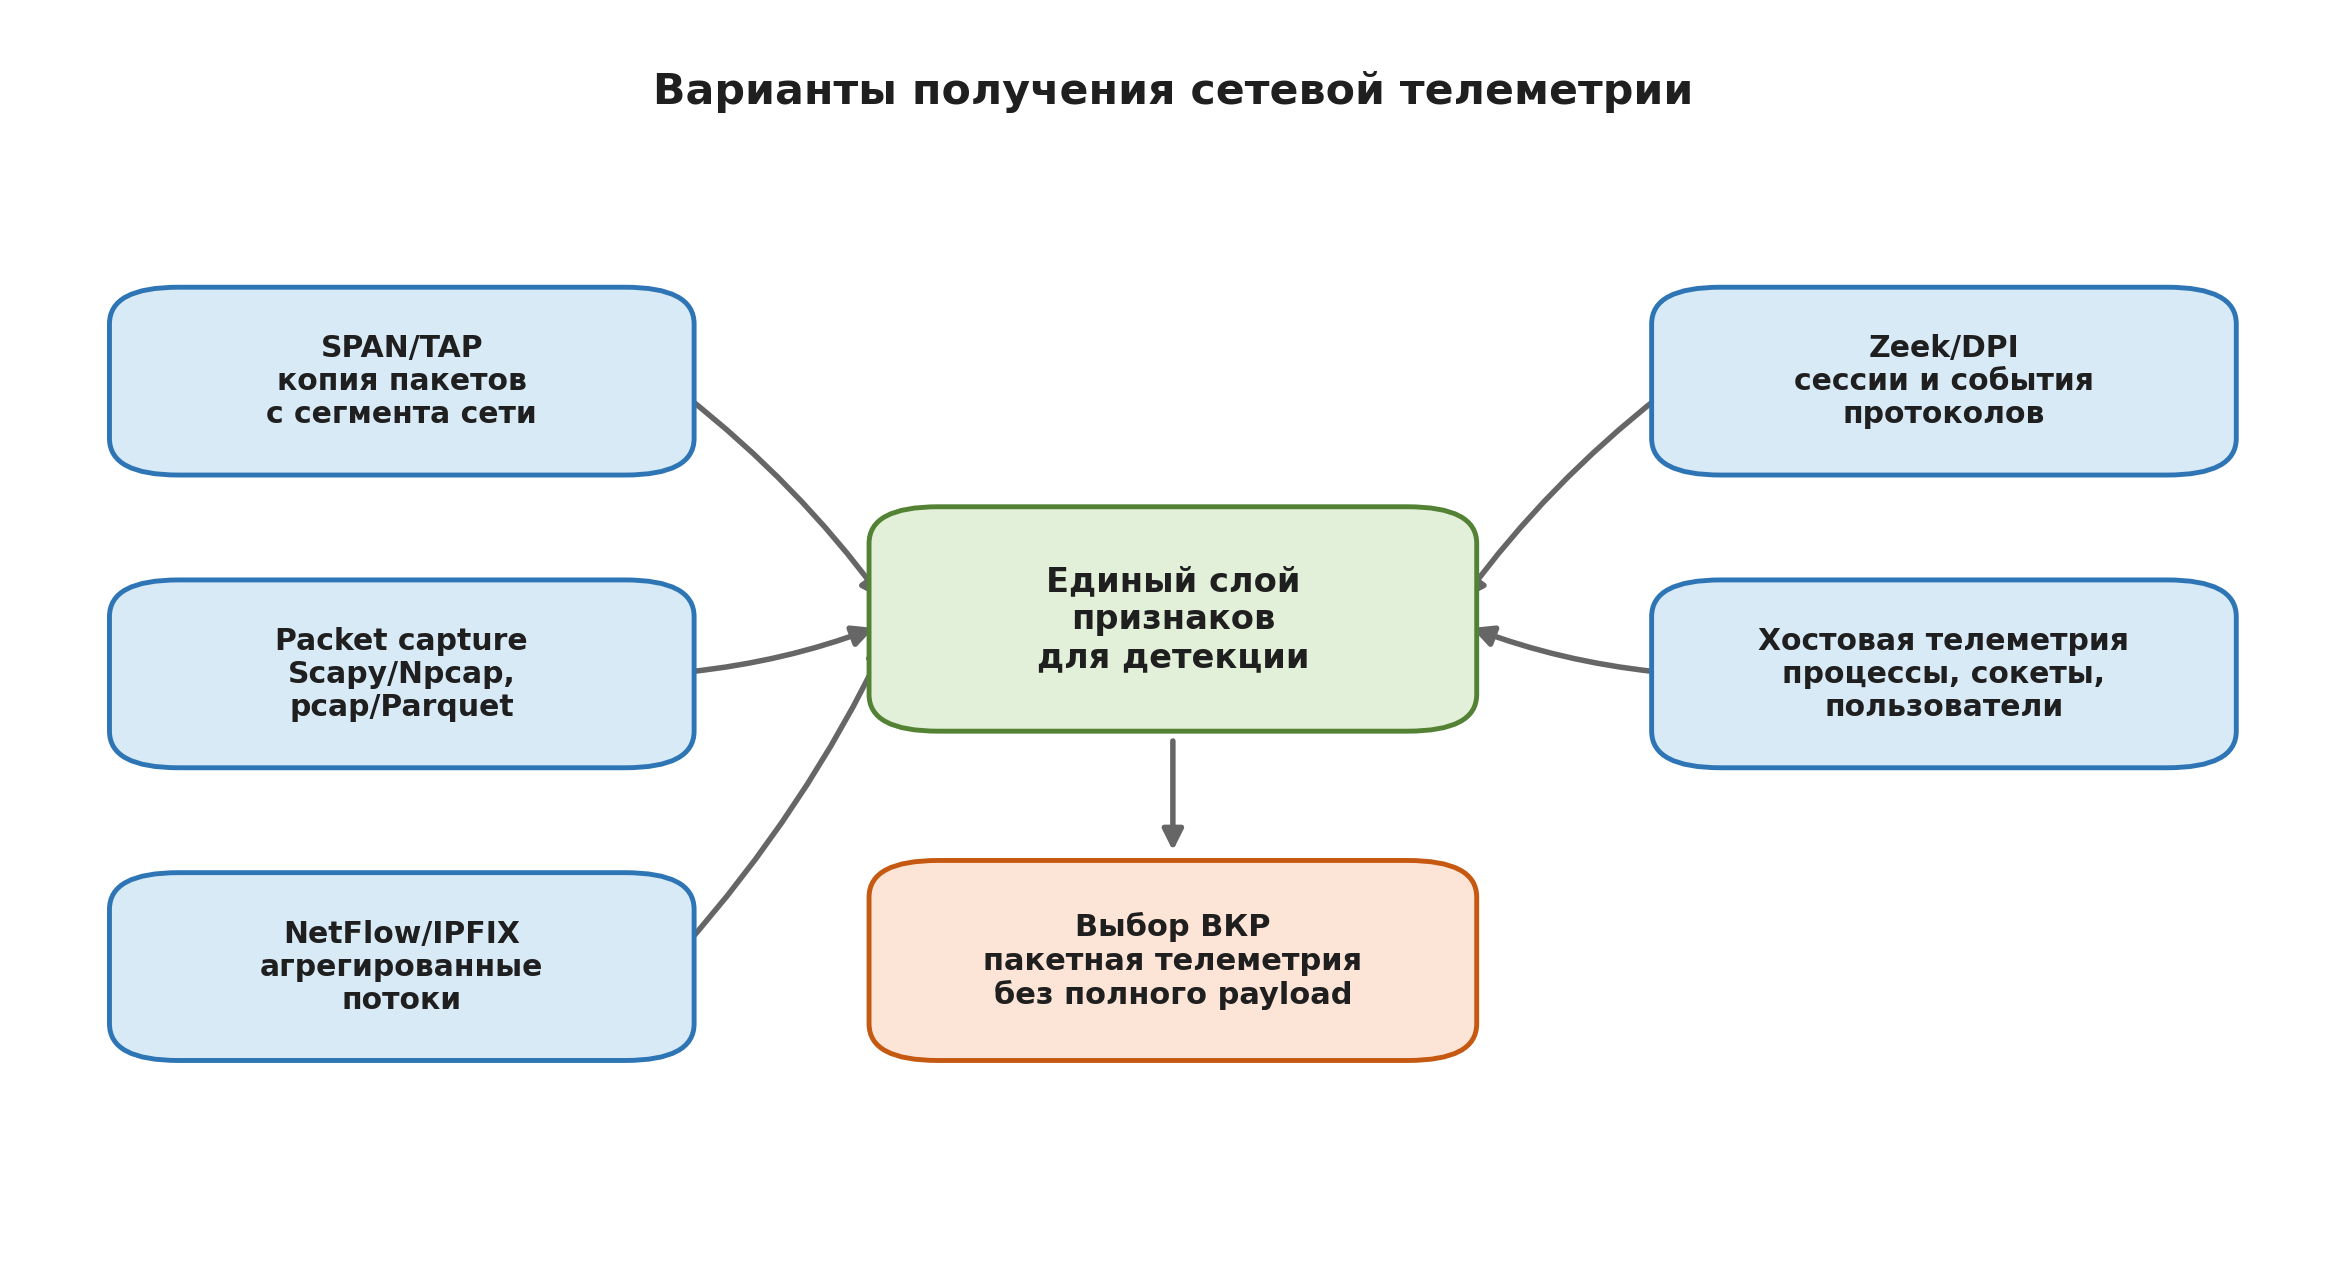 Варианты получения сетевой телеметрии
SPAN/TAP
копия пакетов
с сегмента сети
Packet capture
Scapy/Npcap,
pcap/Parquet
NetFlow/IPFIX
агрегированные
потоки
Единый слой
признаков
для детекции
Выбор ВКР
пакетная телеметрия
без полного payload
Zeek/DPI
сессии и события
протоколов
Хостовая телеметрия
процессы, сокеты,
пользователи